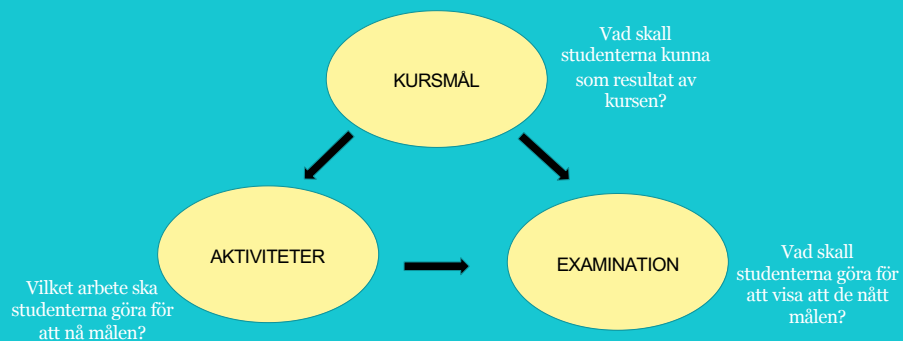 KURSMÅL
Vad skall
studenterna kunna
som resultat av
kursen?
AKTIVITETER
Vilket arbete ska
studenterna göra för
att nå målen?
EXAMINATION
Vad skall
studenterna göra för
att visa att de nått
målen?